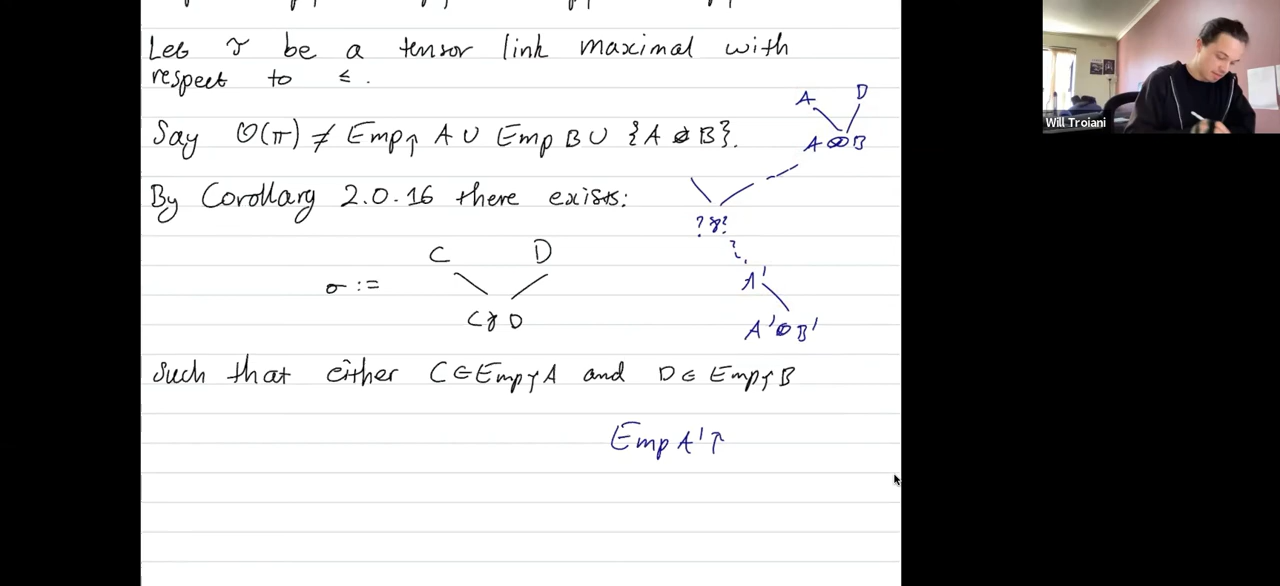 Let τ be a tensor link maximal with
respect to ≤.
A D
Say O(π) ≠ Emp↑ A ∪ Emp B ∪ {A ⊗ B}.
A ⊗ B
By Corollary 2.0.16 there exists:
? ⅋ ?
C D
σ :=
A'
C ⅋ D
A' ⊗ B'
Such that either C ∈ Emp↑A and D ∈ Emp↑B
Emp A'↑
Will Troiani